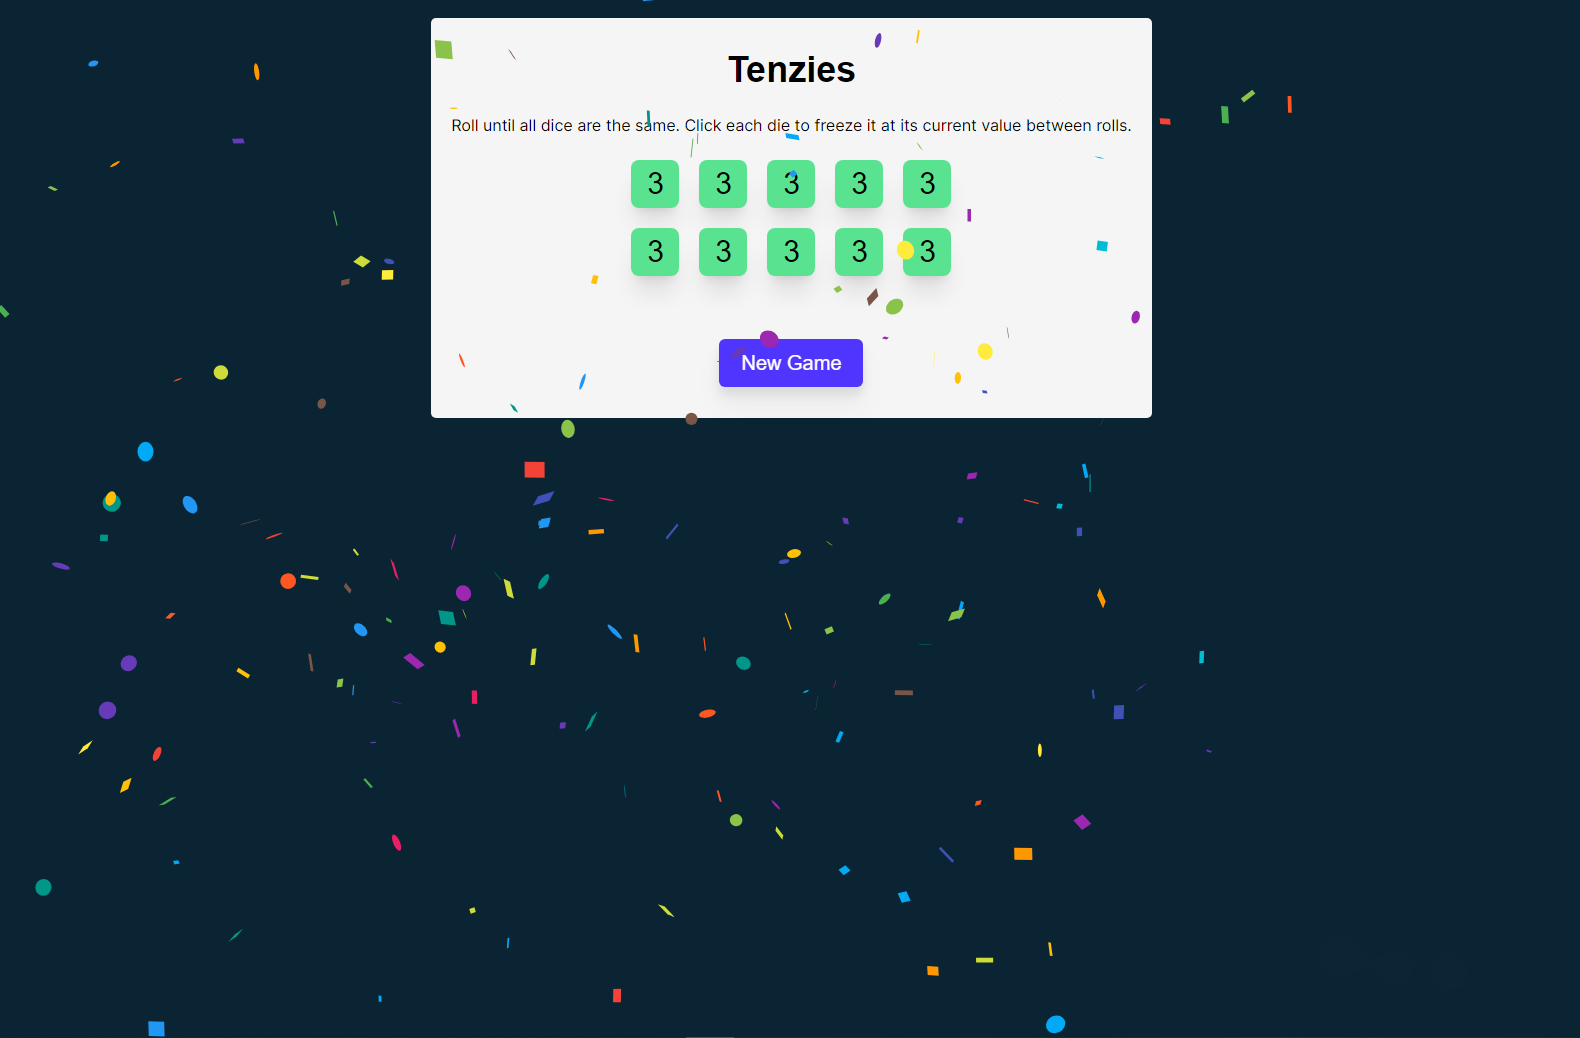 Tenzies
Roll until all dice are the same. Click each die to freeze it at its current value between rolls.
3 3 3 3 3
3 3 3 3 3
New Game